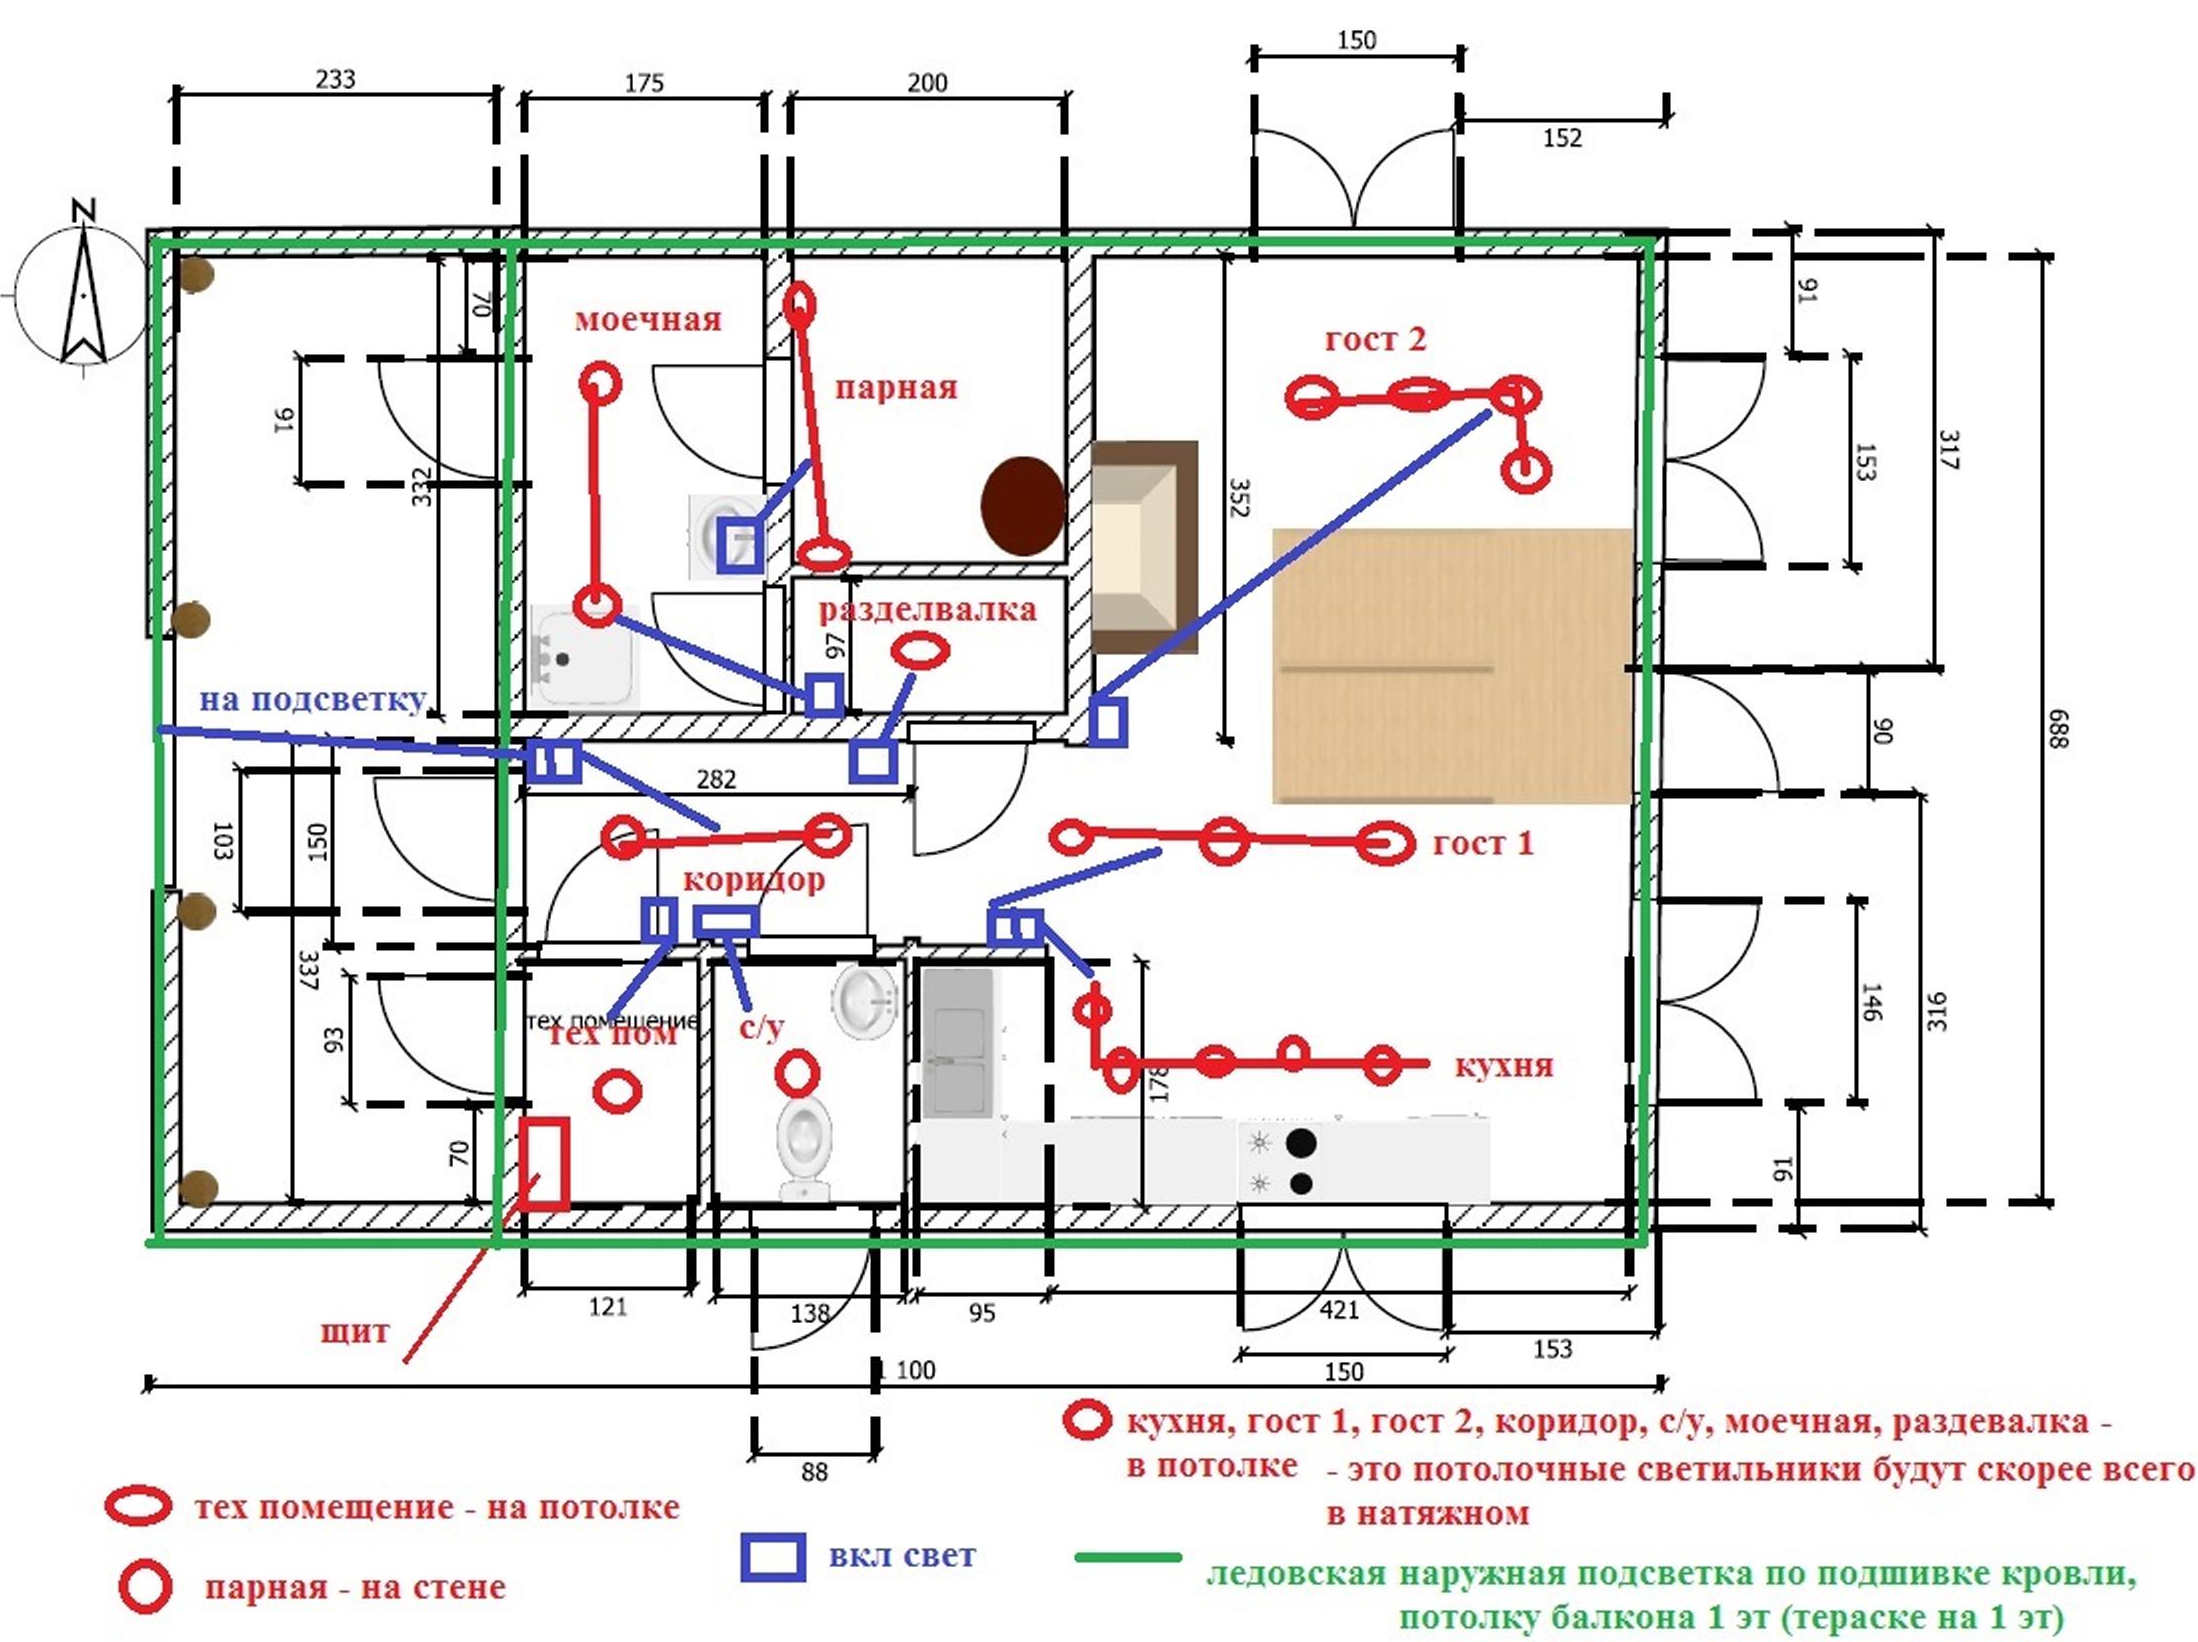 150
233
175
200
152
N
70
91
моечная
гост 2
парная
91
332
352
153
317
разделвалка
97
на подсветку
90
688
282
103
150
гост 1
коридор
337
93
тех помещение
тех пом
с/у
178
кухня
146
316
70
91
щит
121
138
95
421
153
1 100
150
88
кухня, гост 1, гост 2, коридор, с/у, моечная, раздевалка -
в потолке - это потолочные светильники будут скорее всего
в натяжном
тех помещение - на потолке
вкл свет
парная - на стене
ледовская наружная подсветка по подшивке кровли,
потолку балкона 1 эт (тераске на 1 эт)